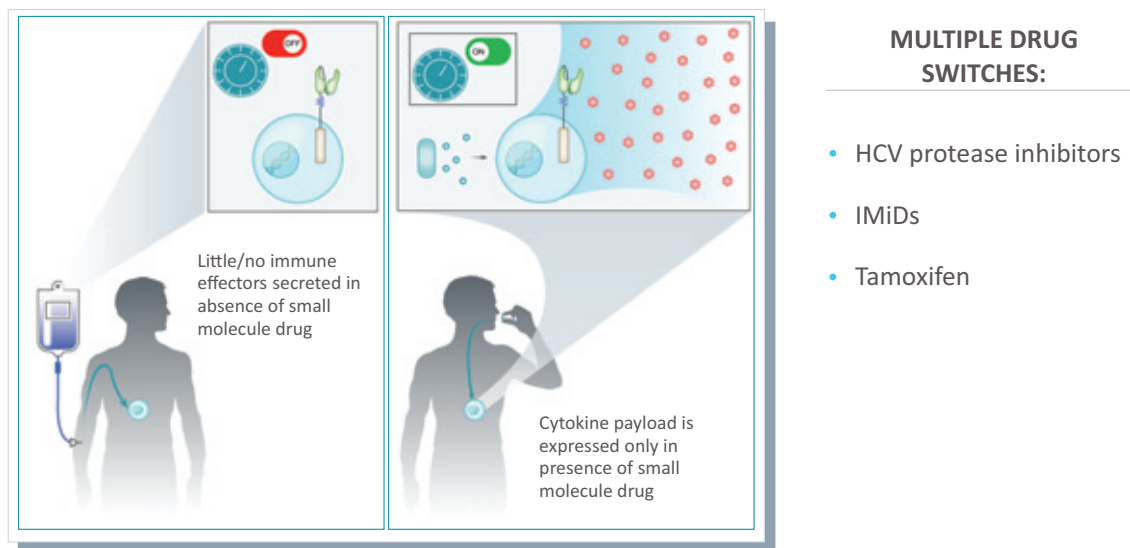 OFF
ON
Little/no immune
effectors secreted in
absence of small
molecule drug
Cytokine payload is
expressed only in
presence of small
molecule drug
MULTIPLE DRUG
SWITCHES:
• HCV protease inhibitors
• IMiDs
• Tamoxifen